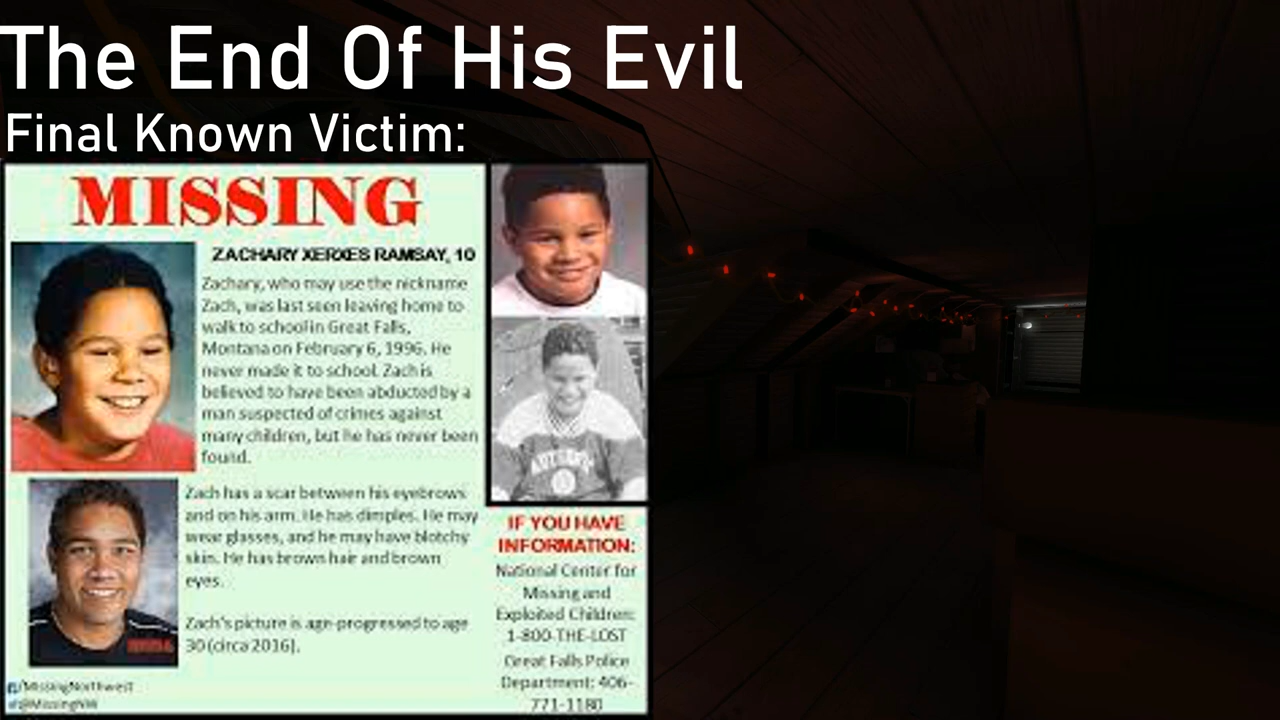 The End Of His Evil
Final Known Victim:
MISSING
ZACHARY XERXES RAMSAY, 10
Zachary, who may use the nickname
Zach, was last seen leaving home to
walk to school in Great Falls,
Montana on February 6, 1996. He
never made it to school. Zach is
believed to have been abducted by a
man suspected of crimes against
many children, but he has never been
found.
Zach has a scar between his eyebrows
and on his arm. He has dimples. He may
wear glasses, and he may have blotchy
skin. He has brown hair and brown
eyes.
Zach's picture is age-progressed to age
30 (circa 2016).
/MissingNorthwest
@MissingNW
IF YOU HAVE
INFORMATION:
National Center for
Missing and
Exploited Children:
1-800-THE-LOST
Great Falls Police
Department: 406-
771-1180